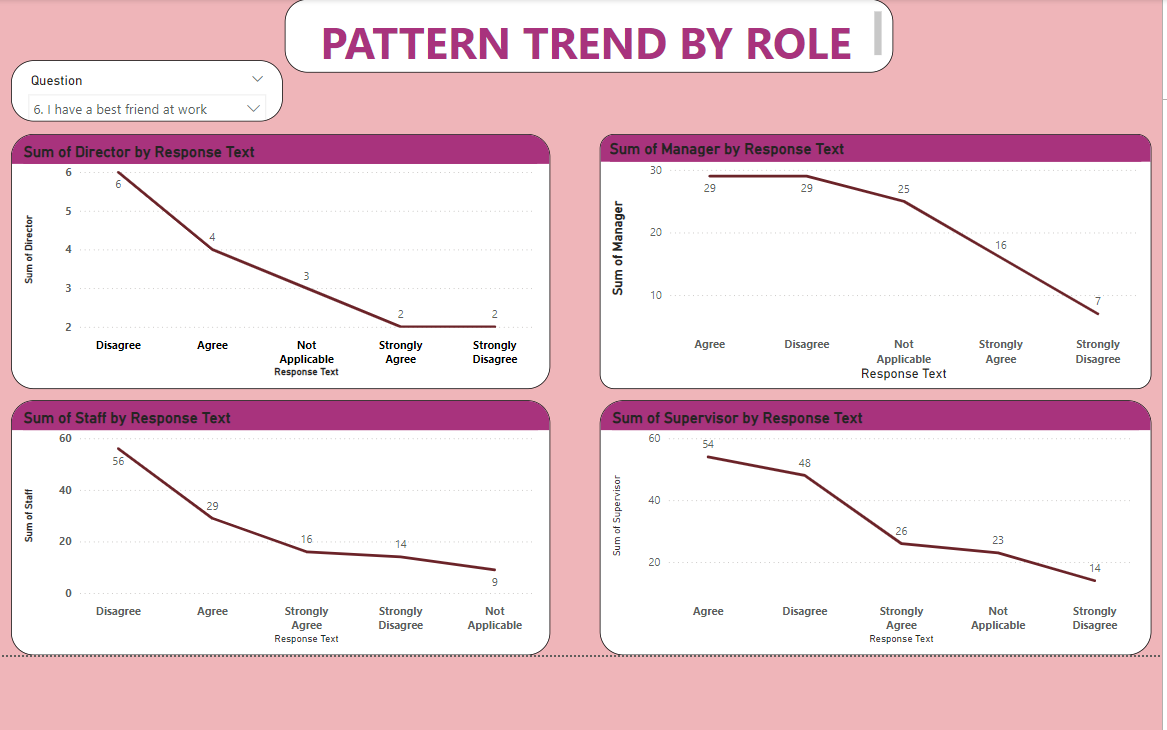 PATTERN TREND BY ROLE
Question
6. I have a best friend at work
Sum of Director by Response Text
Sum of Director
6
5
4
3
2
6
4
3
2
2
Disagree
Agree
Not
Applicable
Strongly
Agree
Strongly
Disagree
Response Text
Sum of Manager by Response Text
Sum of Manager
30
20
10
29
29
25
16
7
Agree
Disagree
Not
Applicable
Strongly
Agree
Strongly
Disagree
Response Text
Sum of Staff by Response Text
Sum of Staff
60
40
20
0
56
29
16
14
9
Disagree
Agree
Strongly
Agree
Strongly
Disagree
Not
Applicable
Response Text
Sum of Supervisor by Response Text
Sum of Supervisor
60
40
20
54
48
26
23
14
Agree
Disagree
Strongly
Agree
Not
Applicable
Strongly
Disagree
Response Text